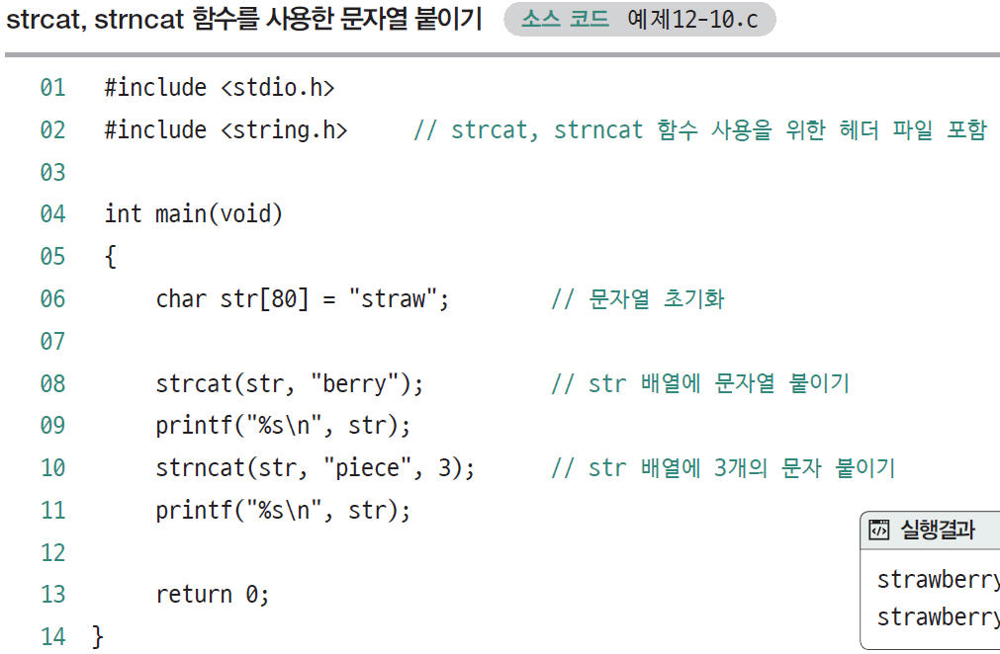 strcat, strncat 함수를 사용한 문자열 붙이기 소스 코드 예제12-10.c
01 #include <stdio.h>
02 #include <string.h> // strcat, strncat 함수 사용을 위한 헤더 파일 포함
03
04 int main(void)
05 {
06 char str[80] = "straw"; // 문자열 초기화
07
08 strcat(str, "berry"); // str 배열에 문자열 붙이기
09 printf("%s\n", str);
10 strncat(str, "piece", 3); // str 배열에 3개의 문자 붙이기
11 printf("%s\n", str);
12
13 return 0;
14 }
실행결과
strawberry
strawberry